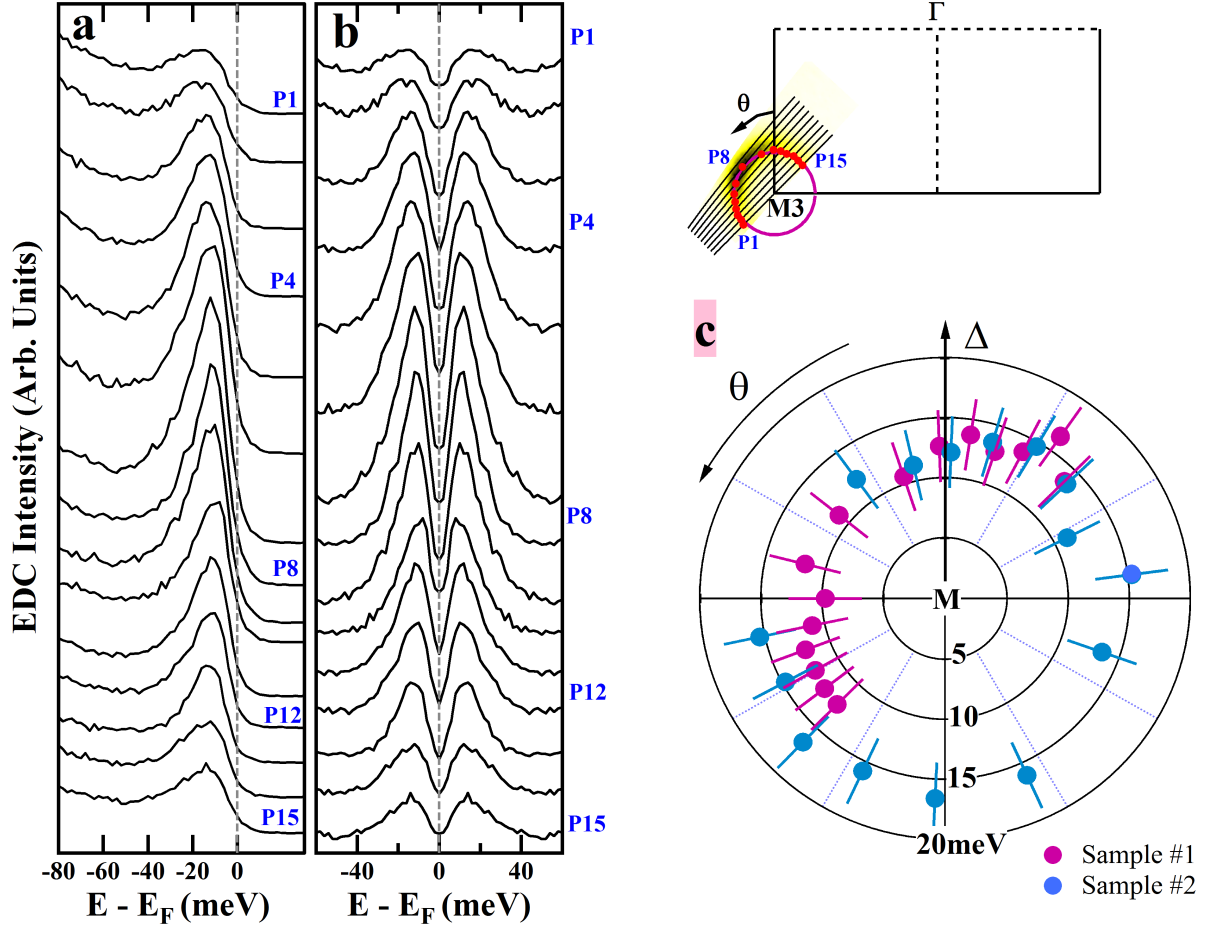 a
b
P1
P4
P8
P12
P15
EDC Intensity (Arb. Units)
-80
-60
-40
-20
0
E - EF (meV)
P1
P4
P8
P12
P15
-40
0
40
E - EF (meV)
Γ
θ
P8
P15
M3
P1
c
Δ
θ
M
5
10
15
20meV
Sample #1
Sample #2